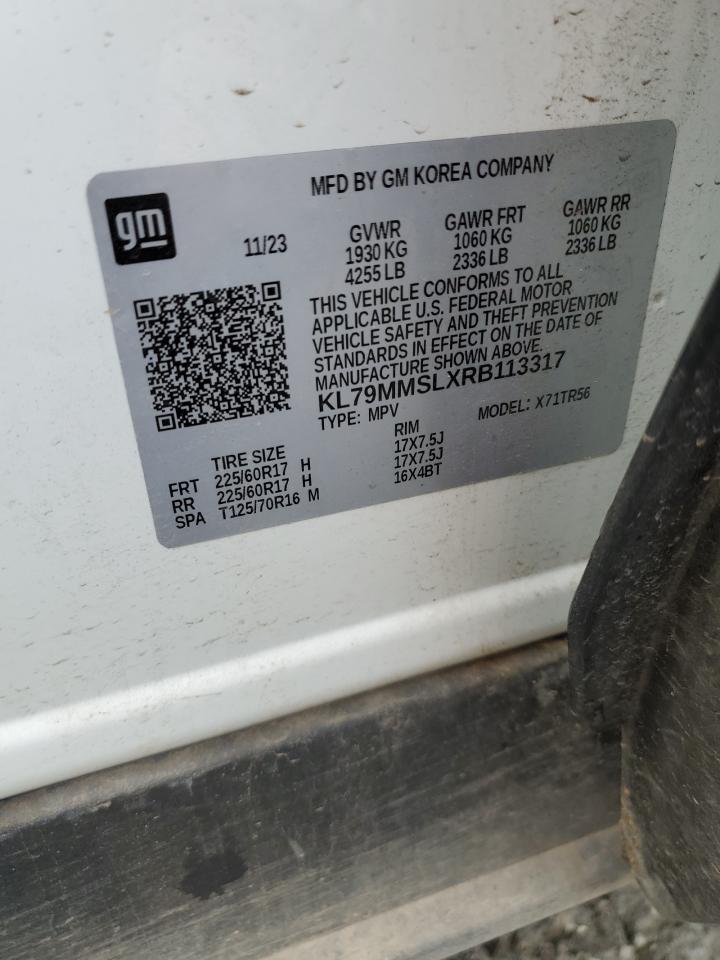 MFD BY GM KOREA COMPANY
gm
11/23
GVWR GAWR FRT GAWR RR
1930 KG 1060 KG 1060 KG
4255 LB 2336 LB 2336 LB
THIS VEHICLE CONFORMS TO ALL
APPLICABLE U.S. FEDERAL MOTOR
VEHICLE SAFETY AND THEFT PREVENTION
STANDARDS IN EFFECT ON THE DATE OF
MANUFACTURE SHOWN ABOVE.
KL79MMSLXRB113317
TYPE: MPV MODEL: X71TR56
TIRE SIZE RIM
FRT 225/60R17 H 17X7.5J
RR 225/60R17 H 17X7.5J
SPA T125/70R16 M 16X4BT